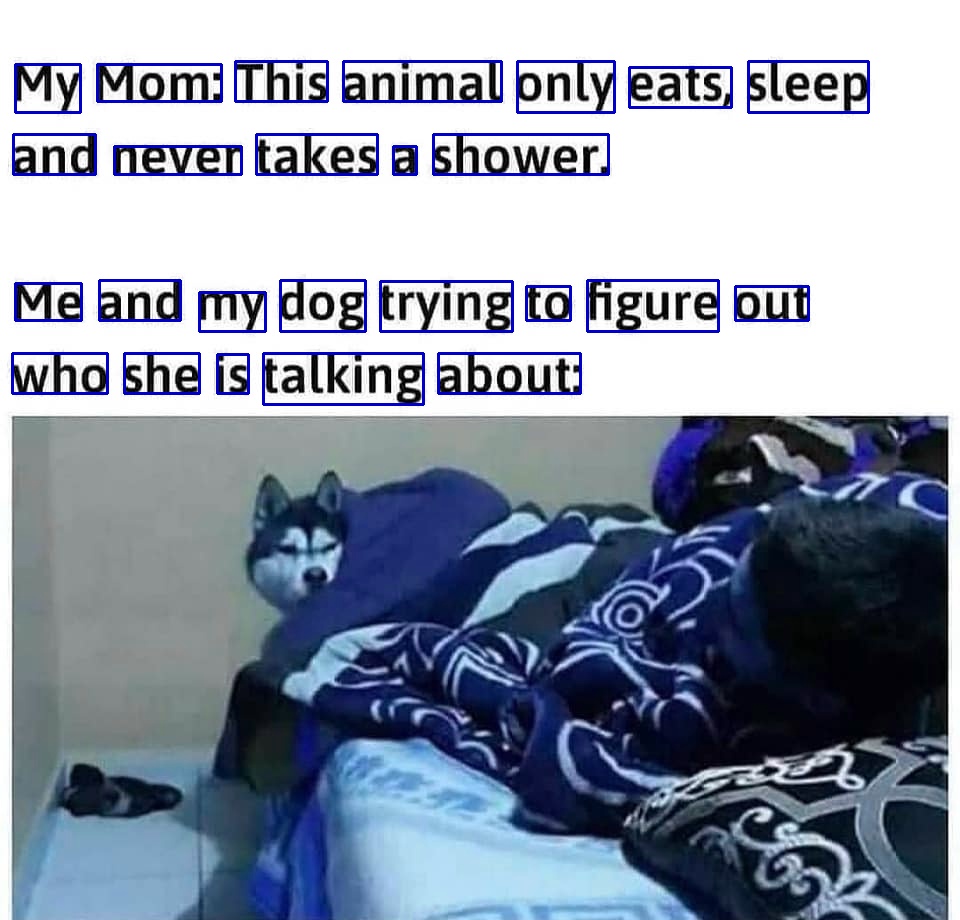 My Mom: This animal only eats, sleep
and never takes a shower.
Me and my dog trying to figure out
who she is talking about: